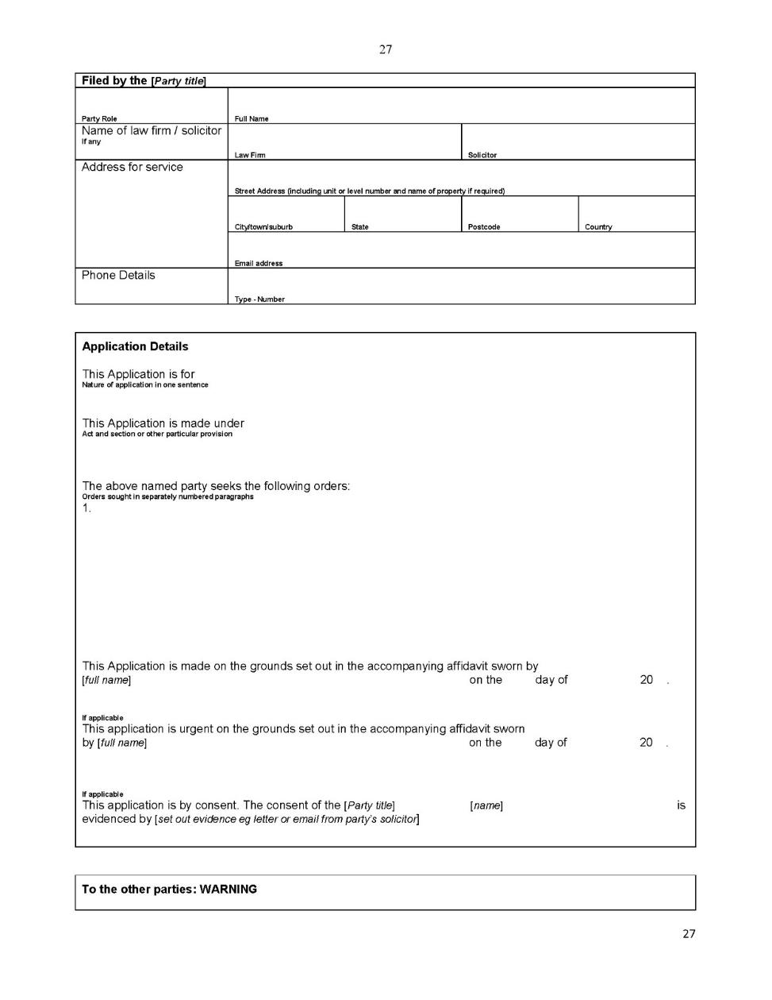 27
Filed by the [Party title]
Party Role
Full Name
Name of law firm / solicitor
If any
Law Firm
Solicitor
Address for service
Street Address (including unit or level number and name of property if required)
City/town/suburb
State
Postcode
Country
Email address
Phone Details
Type - Number
Application Details
This Application is for
Nature of application in one sentence
This Application is made under
Act and section or other particular provision
The above named party seeks the following orders:
Orders sought in separately numbered paragraphs
1.
This Application is made on the grounds set out in the accompanying affidavit sworn by
[full name] on the day of 20 .
If applicable
This application is urgent on the grounds set out in the accompanying affidavit sworn
by [full name] on the day of 20 .
If applicable
This application is by consent. The consent of the [Party title] [name] is
evidenced by [set out evidence eg letter or email from party's solicitor]
To the other parties: WARNING
27